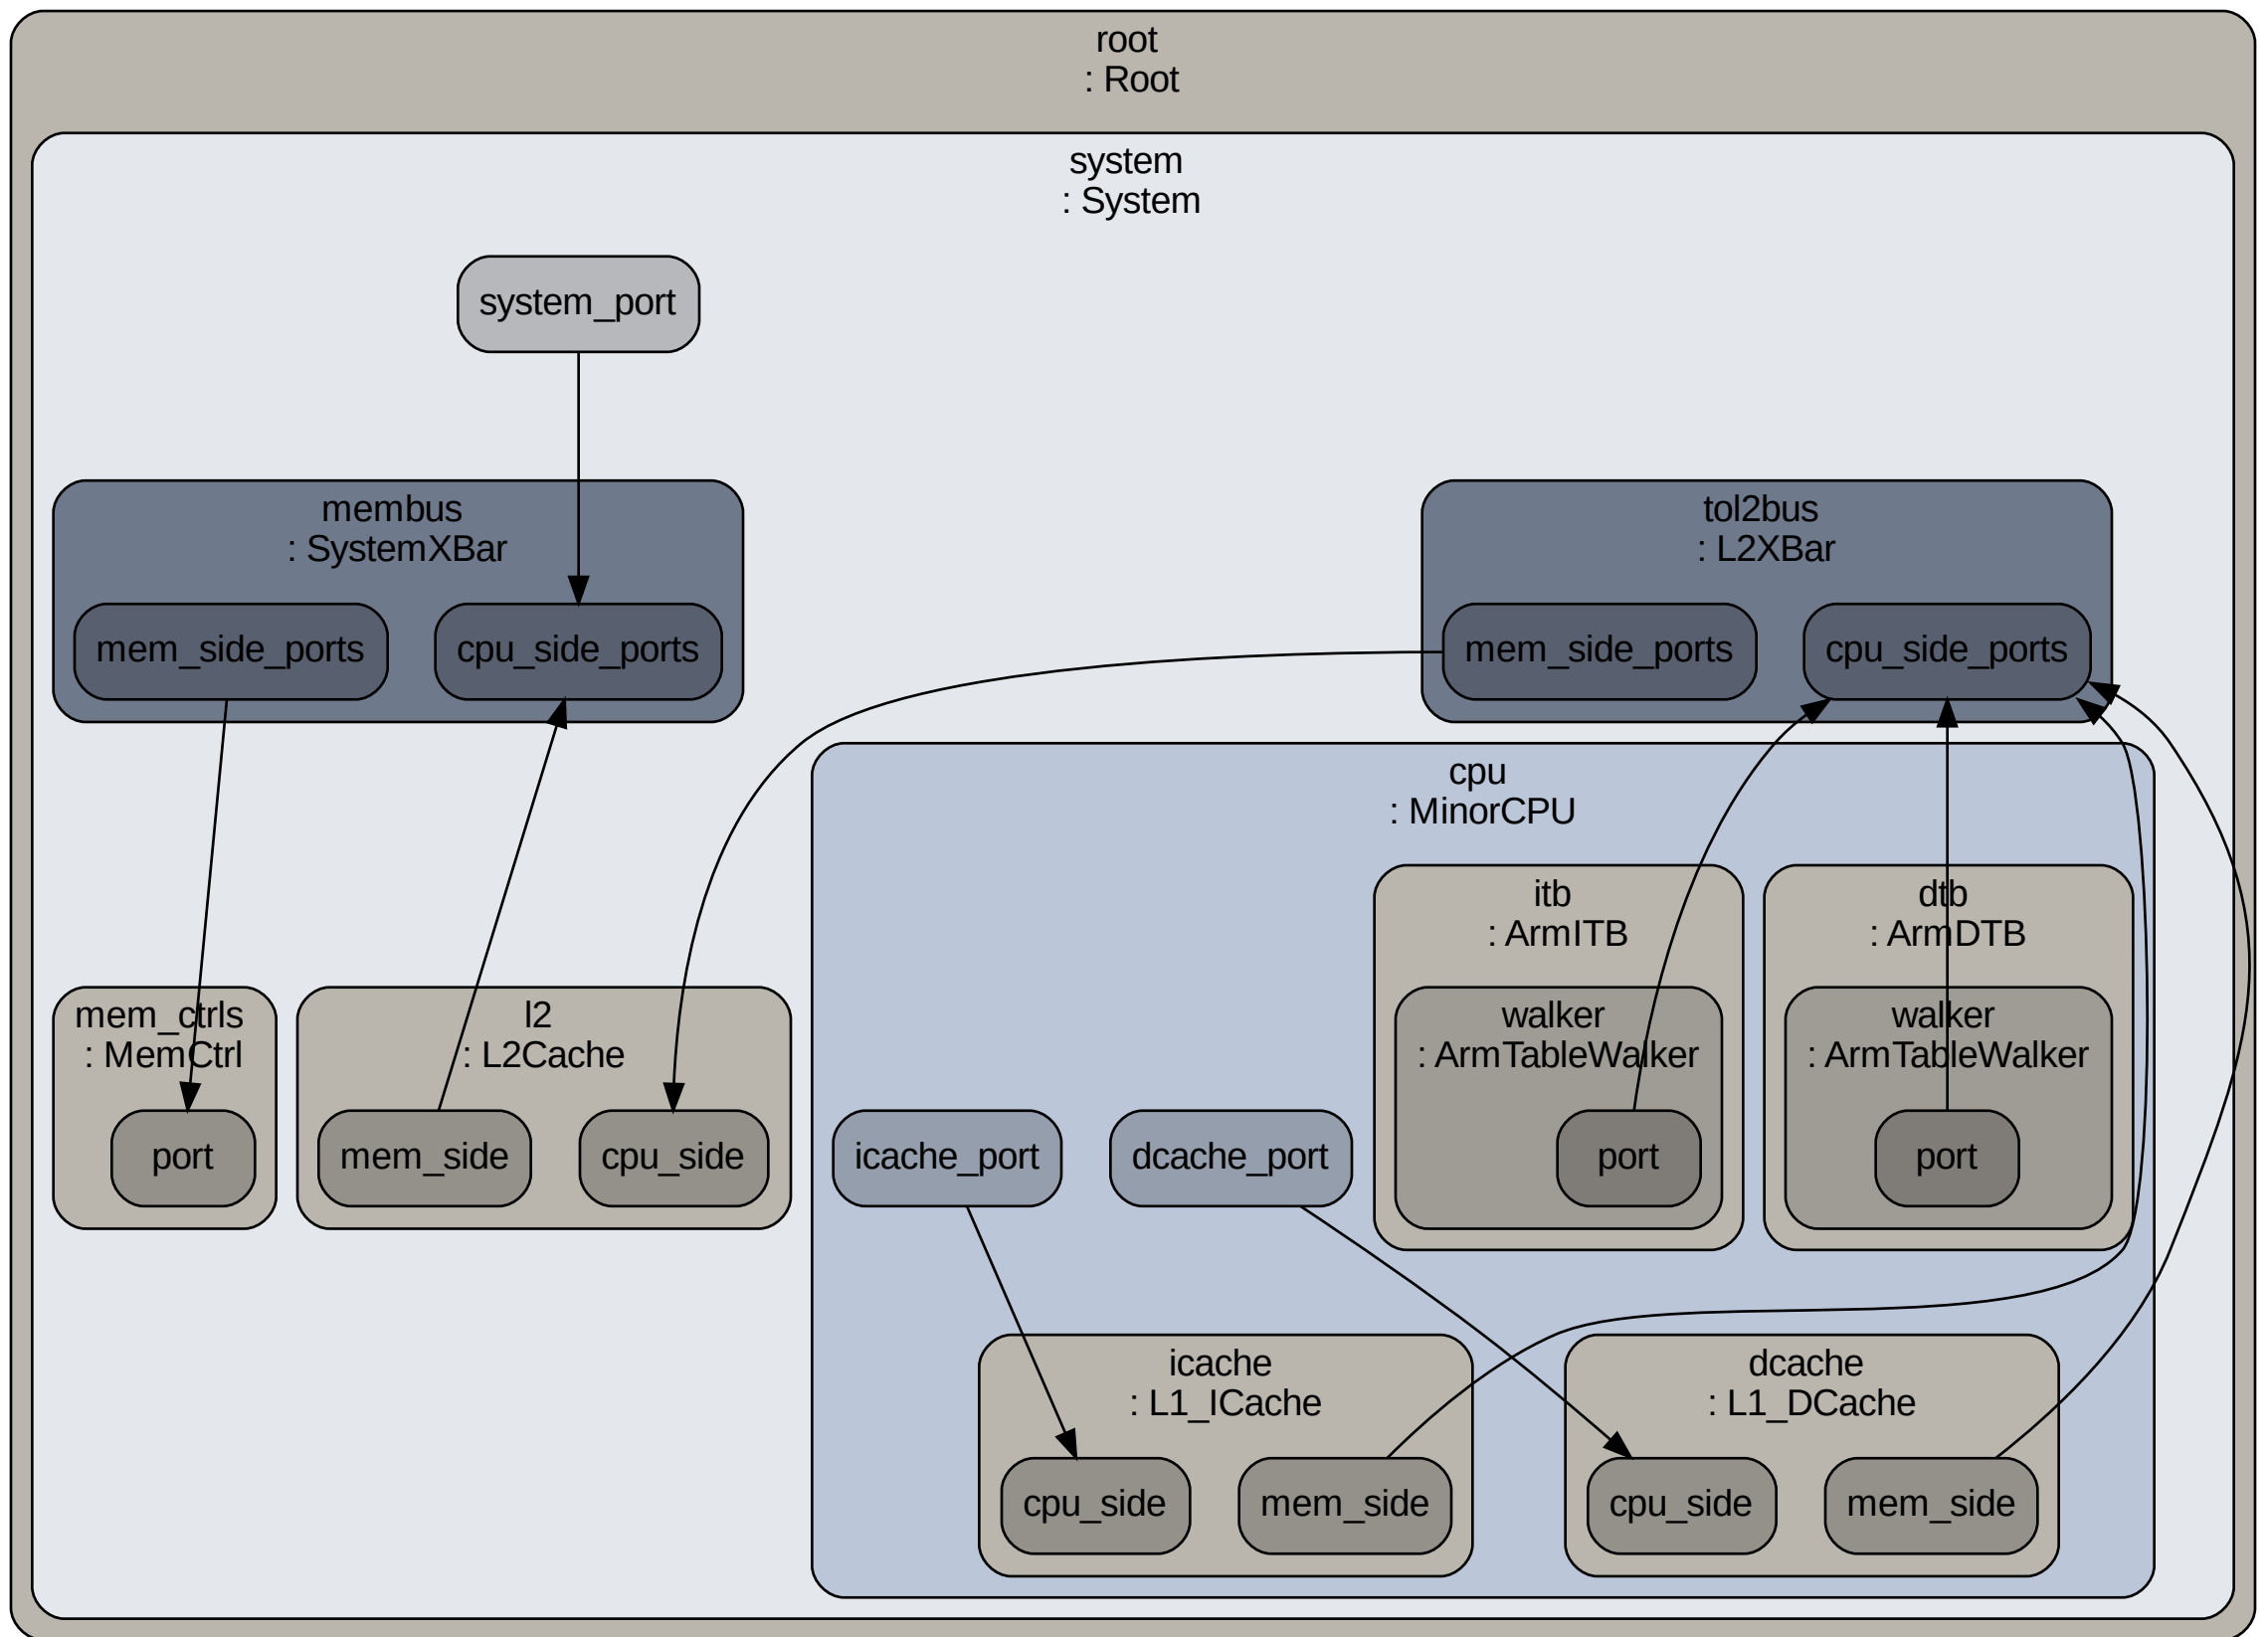 root
: Root
system
: System
system_port
membus
: SystemXBar
mem_side_ports
cpu_side_ports
tol2bus
: L2XBar
mem_side_ports
cpu_side_ports
cpu
: MinorCPU
itb
: ArmITB
dtb
: ArmDTB
mem_ctrls
: MemCtrl
port
l2
: L2Cache
mem_side
cpu_side
walker
: ArmTableWalker
port
walker
: ArmTableWalker
port
icache_port
dcache_port
icache
: L1_ICache
cpu_side
mem_side
dcache
: L1_DCache
cpu_side
mem_side